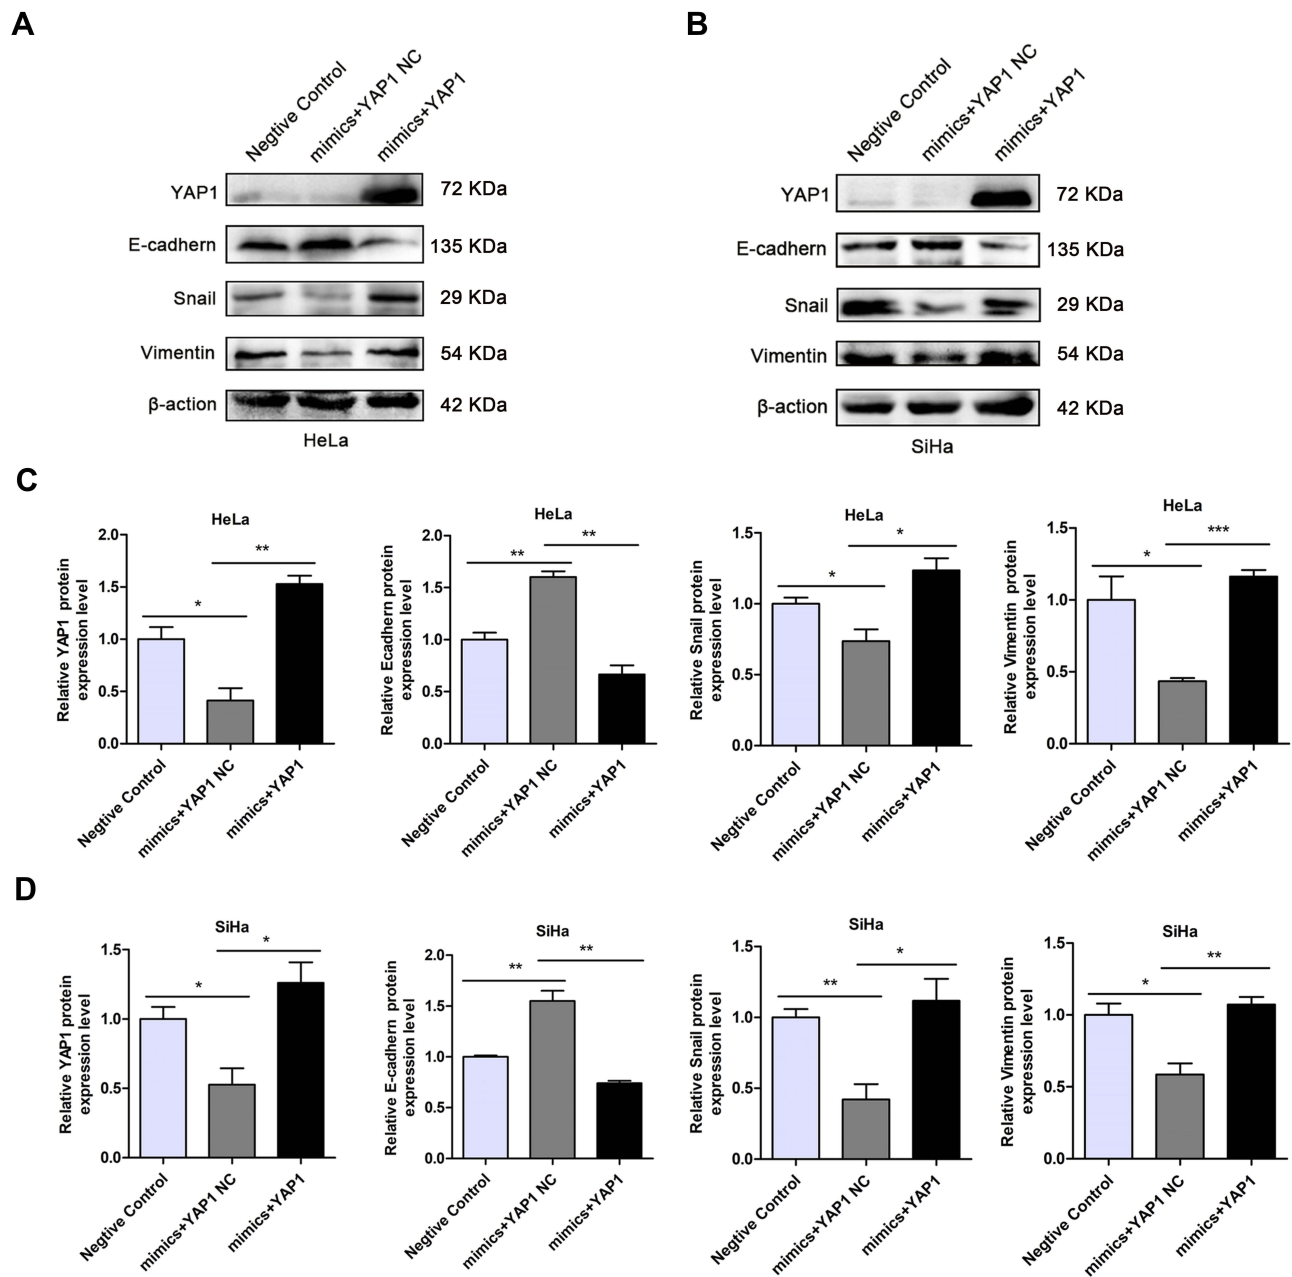 A
Negtive Control
mimics+YAP1 NC
mimics+YAP1
YAP1
72 KDa
E-cadhern
135 KDa
Snail
29 KDa
Vimentin
54 KDa
β-action
42 KDa
HeLa
B
Negtive Control
mimics+YAP1 NC
mimics+YAP1
YAP1
72 KDa
E-cadhern
135 KDa
Snail
29 KDa
Vimentin
54 KDa
β-action
42 KDa
SiHa
C
HeLa
Relative YAP1 protein
expression level
2.0
1.5
1.0
0.5
0.0
*
**
Negtive Control
mimics+YAP1 NC
mimics+YAP1
HeLa
Relative Ecadhern protein
expression level
2.0
1.5
1.0
0.5
0.0
**
**
Negtive Control
mimics+YAP1 NC
mimics+YAP1
HeLa
Relative Snail protein
expression level
1.5
1.0
0.5
0.0
*
*
Negtive Control
mimics+YAP1 NC
mimics+YAP1
HeLa
Relative Vimentin protein
expression level
1.5
1.0
0.5
0.0
*
***
Negtive Control
mimics+YAP1 NC
mimics+YAP1
D
SiHa
Relative YAP1 protein
expression level
1.5
1.0
0.5
0.0
*
*
Negtive Control
mimics+YAP1 NC
mimics+YAP1
SiHa
Relative E-cadhern protein
expression level
2.0
1.5
1.0
0.5
0.0
**
**
Negtive Control
mimics+YAP1 NC
mimics+YAP1
SiHa
Relative Snail protein
expression level
1.5
1.0
0.5
0.0
**
*
Negtive Control
mimics+YAP1 NC
mimics+YAP1
SiHa
Relative Vimentin protein
expression level
1.5
1.0
0.5
0.0
*
**
Negtive Control
mimics+YAP1 NC
mimics+YAP1